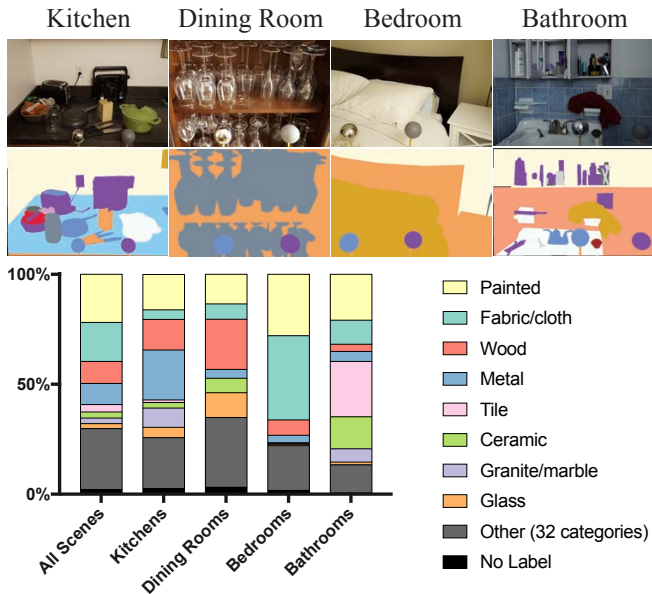 Kitchen
Dining Room
Bedroom
Bathroom
100%
50%
0%
All Scenes
Kitchens
Dining Rooms
Bedrooms
Bathrooms
Painted
Fabric/cloth
Wood
Metal
Tile
Ceramic
Granite/marble
Glass
Other (32 categories)
No Label